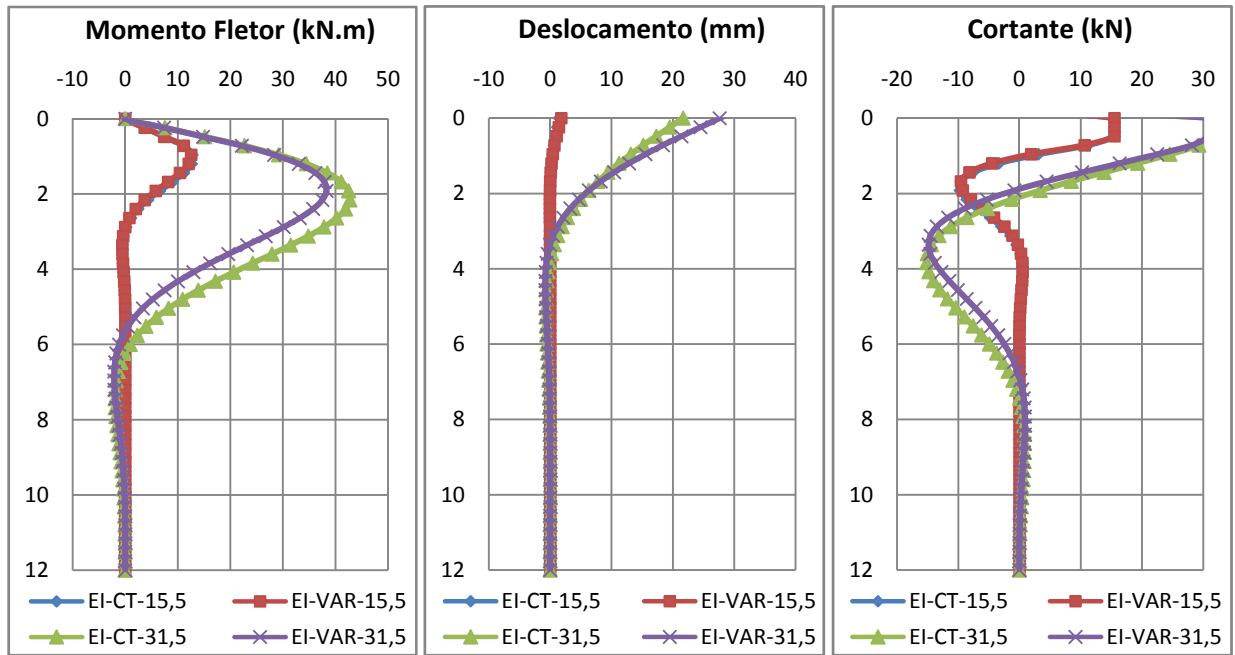 Momento Fletor (kN.m)
-10 0 10 20 30 40 50
0
2
4
6
8
10
12
EI-CT-15,5 EI-VAR-15,5
EI-CT-31,5 EI-VAR-31,5
Deslocamento (mm)
-10 0 10 20 30 40
0
2
4
6
8
10
12
EI-CT-15,5 EI-VAR-15,5
EI-CT-31,5 EI-VAR-31,5
Cortante (kN)
-20 -10 0 10 20 30
0
2
4
6
8
10
12
EI-CT-15,5 EI-VAR-15,5
EI-CT-31,5 EI-VAR-31,5